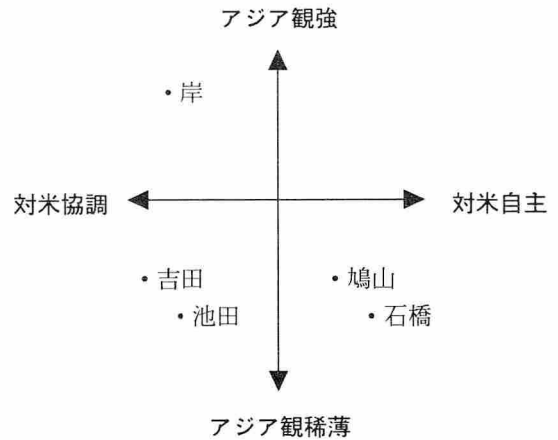 アジア観強
・岸
対米協調
対米自主
・吉田
・鳩山
・池田
・石橋
アジア観稀薄